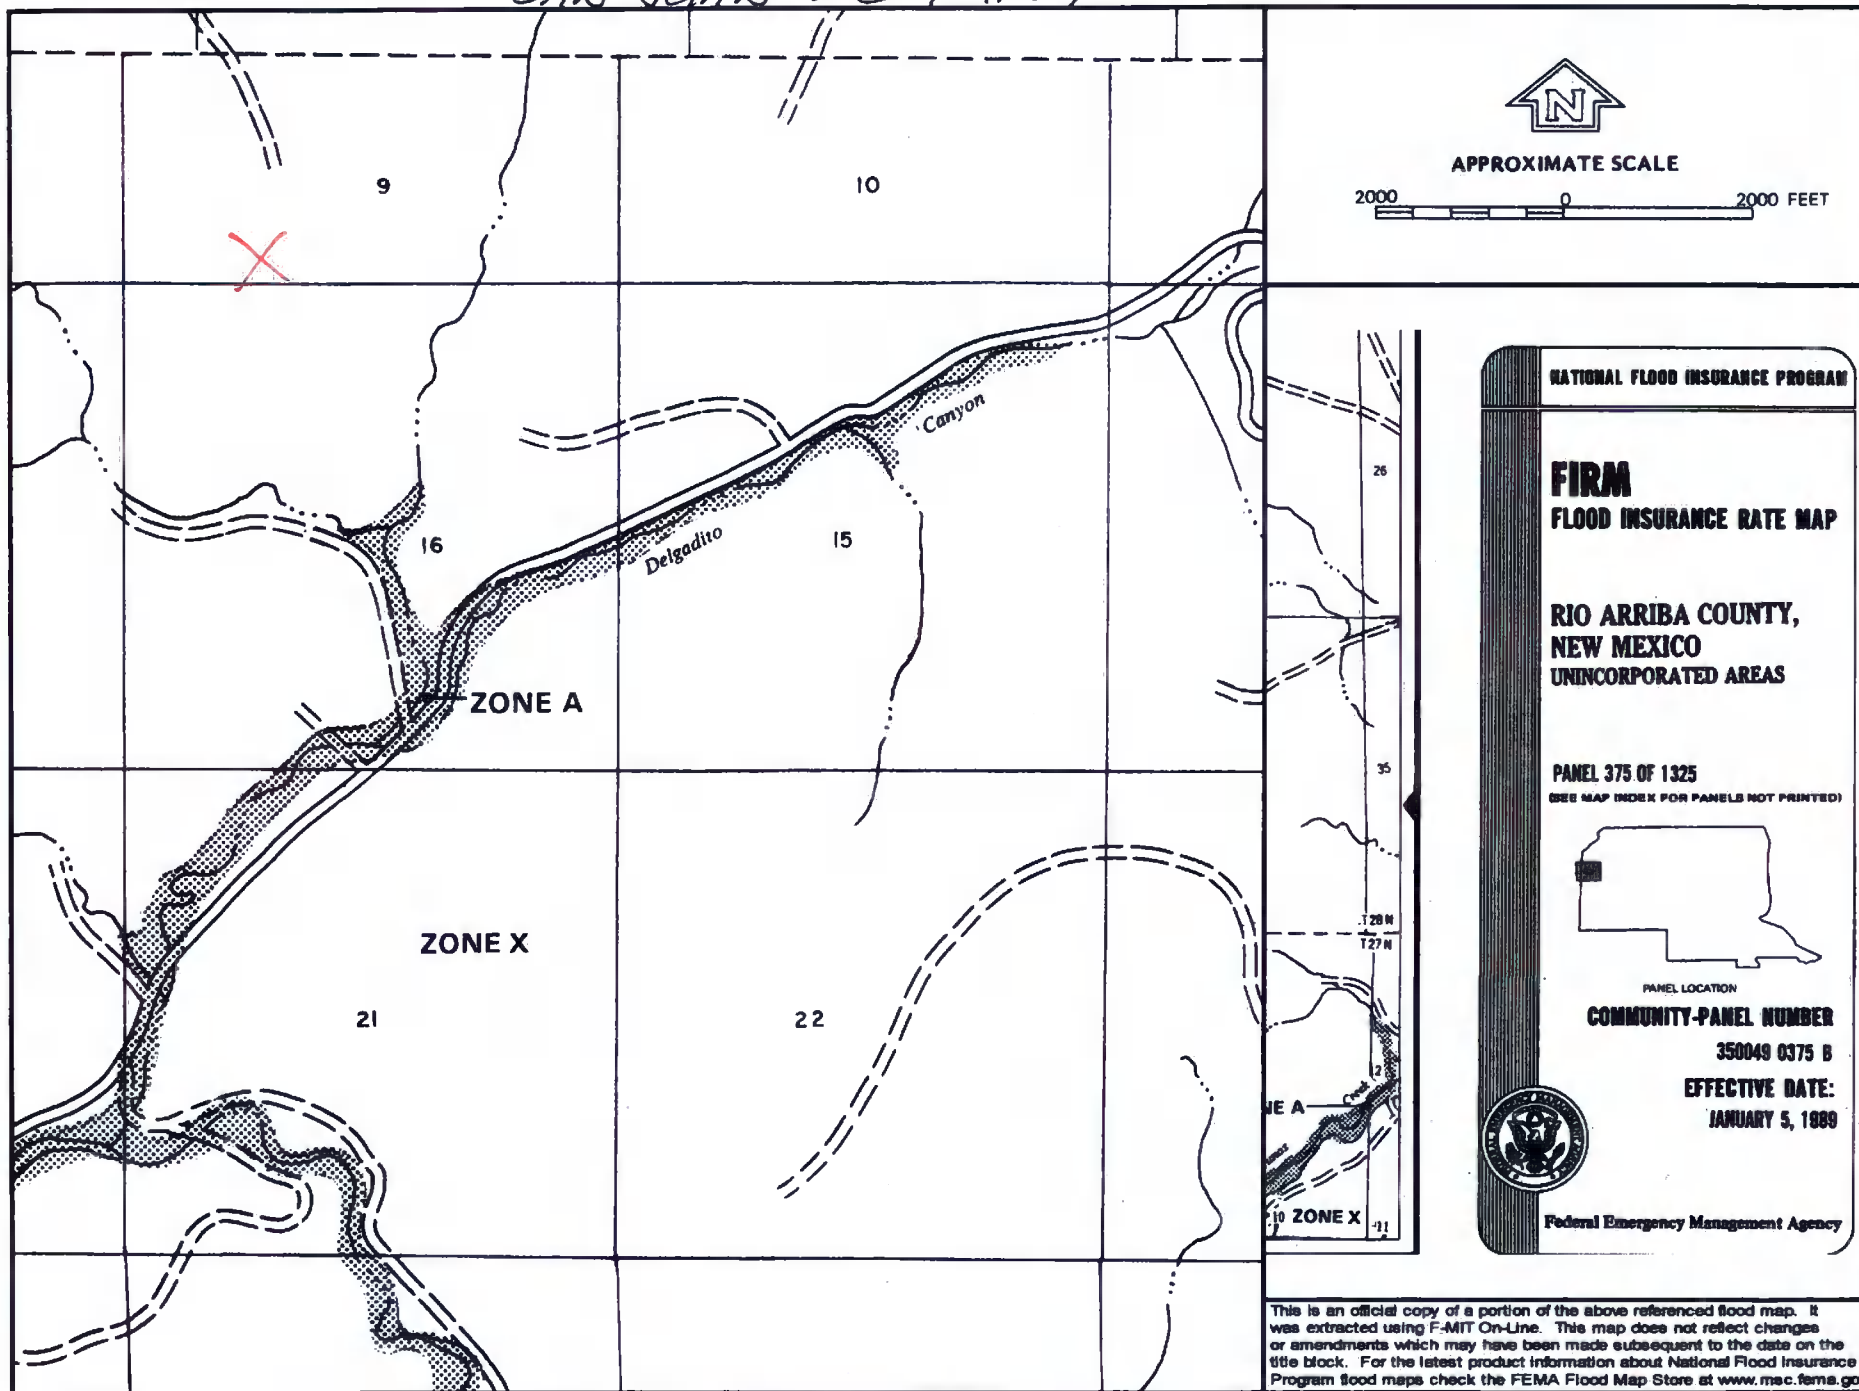 N
APPROXIMATE SCALE
2000 0 2000 FEET
9
10
Canyon
16
Delgadito
15
ZONE A
ZONE X
21
22
26
35
T28N
T27N
2
Creek
NE A
10 ZONE X 11
NATIONAL FLOOD INSURANCE PROGRAM
FIRM
FLOOD INSURANCE RATE MAP
RIO ARRIBA COUNTY,
NEW MEXICO
UNINCORPORATED AREAS
PANEL 375 OF 1325
(SEE MAP INDEX FOR PANELS NOT PRINTED)
PANEL LOCATION
COMMUNITY-PANEL NUMBER
350049 0375 B
EFFECTIVE DATE:
JANUARY 5, 1989
Federal Emergency Management Agency
This is an official copy of a portion of the above referenced flood map. It
was extracted using F-MIT On-Line. This map does not reflect changes
or amendments which may have been made subsequent to the date on the
title block. For the latest product information about National Flood Insurance
Program flood maps check the FEMA Flood Map Store at www.msc.fema.go